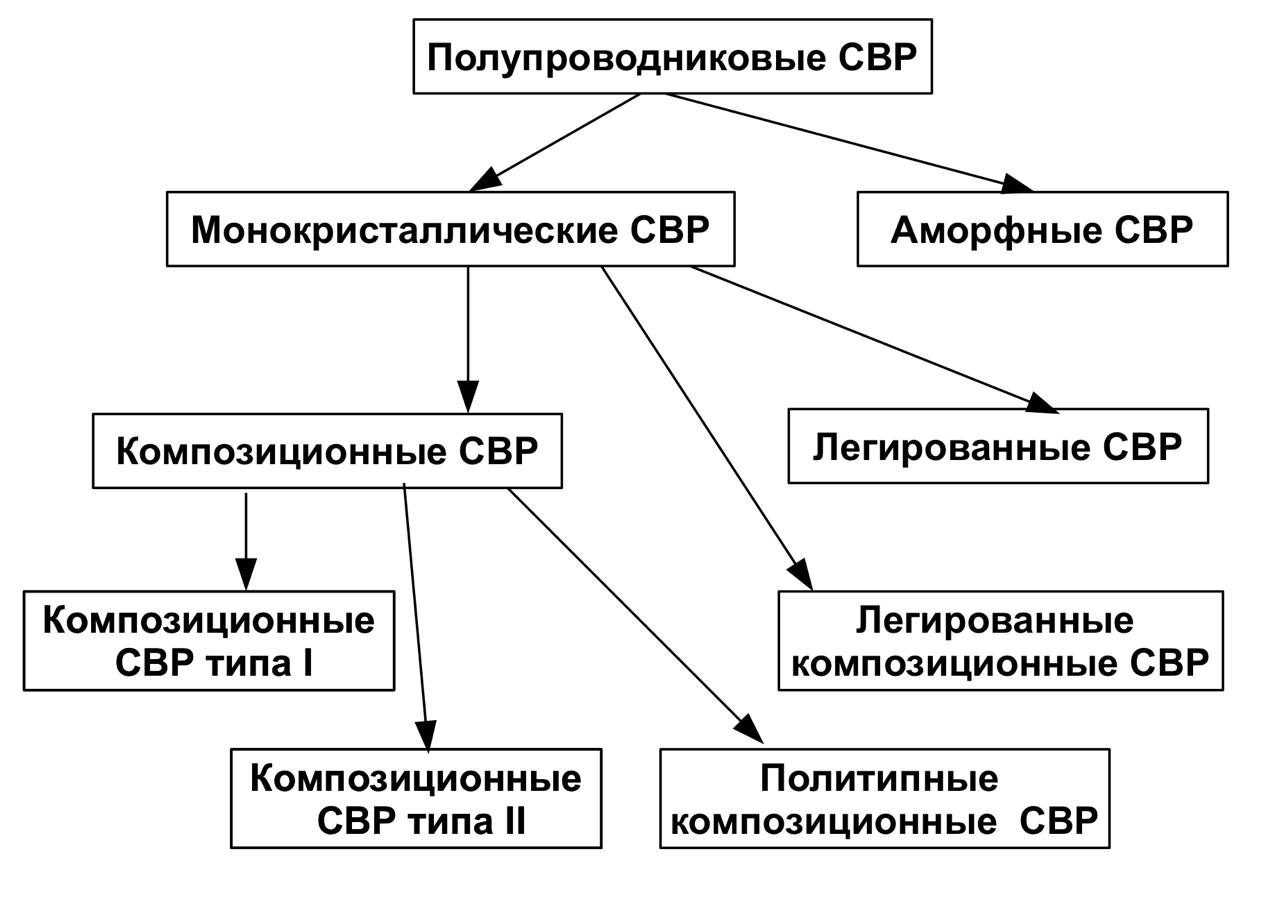 Полупроводниковые СВР
Монокристаллические СВР
Аморфные СВР
Композиционные СВР
Легированные СВР
Композиционные
СВР типа I
Легированные
композиционные СВР
Композиционные
СВР типа II
Политипные
композиционные СВР